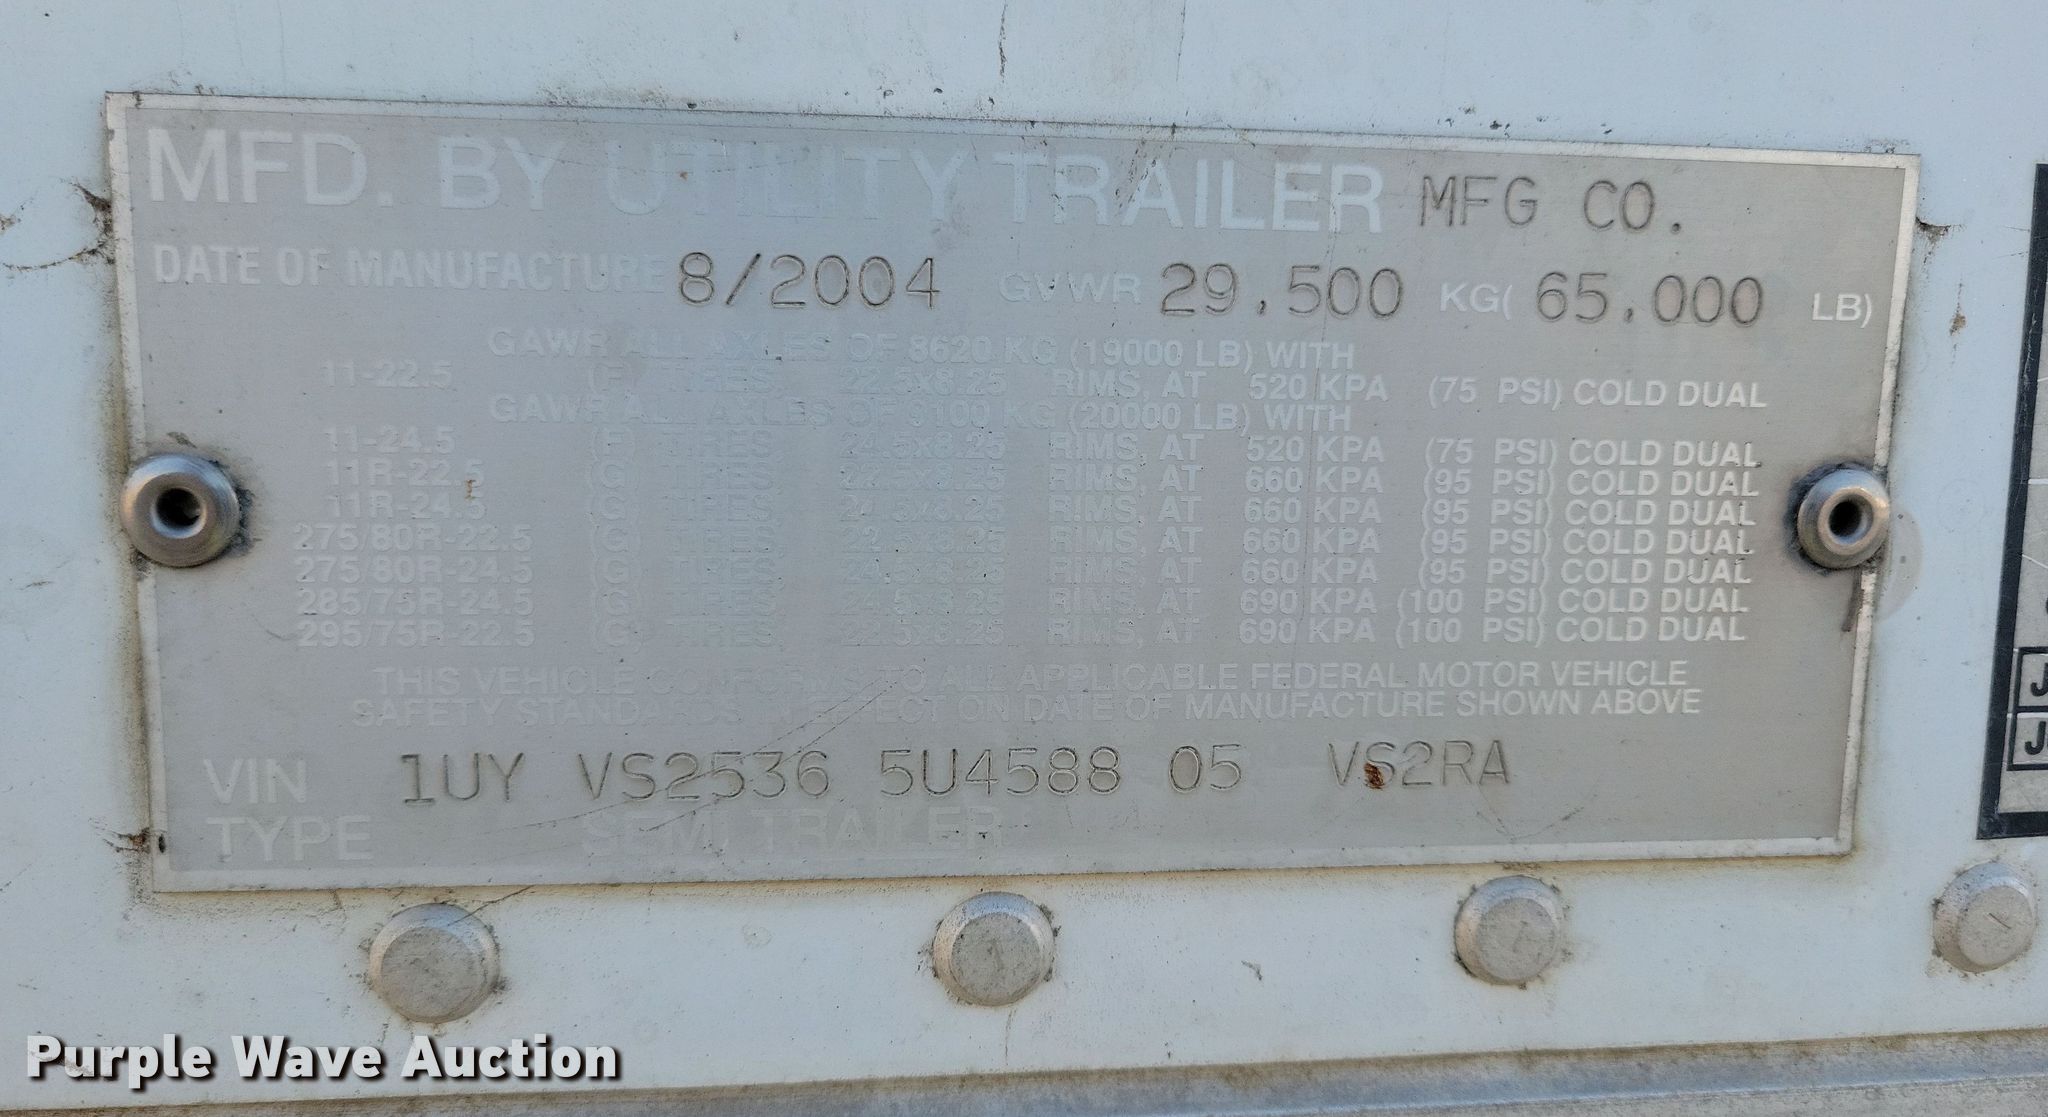 MFD. BY UTILITY TRAILER MFG CO.
DATE OF MANUFACTURE 8/2004 GVWR 29,500 KG( 65,000 LB)
GAWR ALL AXLES OF 8620 KG (19000 LB) WITH
11-22.5 (F) TIRES, 22.5x8.25 RIMS, AT 520 KPA (75 PSI) COLD DUAL
GAWR ALL AXLES OF 9100 KG (20000 LB) WITH
11-24.5 (F) TIRES, 24.5x8.25 RIMS, AT 520 KPA (75 PSI) COLD DUAL
11R-22.5 (G) TIRES, 22.5x8.25 RIMS, AT 660 KPA (95 PSI) COLD DUAL
11R-24.5 (G) TIRES, 24.5x8.25 RIMS, AT 660 KPA (95 PSI) COLD DUAL
275/80R-22.5 (G) TIRES, 22.5x8.25 RIMS, AT 660 KPA (95 PSI) COLD DUAL
275/80R-24.5 (G) TIRES, 24.5x8.25 RIMS, AT 660 KPA (95 PSI) COLD DUAL
285/75R-24.5 (G) TIRES, 24.5x8.25 RIMS, AT 690 KPA (100 PSI) COLD DUAL
295/75R-22.5 (G) TIRES, 22.5x8.25 RIMS, AT 690 KPA (100 PSI) COLD DUAL
THIS VEHICLE CONFORMS TO ALL APPLICABLE FEDERAL MOTOR VEHICLE
SAFETY STANDARDS IN EFFECT ON DATE OF MANUFACTURE SHOWN ABOVE
VIN 1UY VS2536 5U4588 05 VS2RA
TYPE SEMI TRAILER
Purple Wave Auction